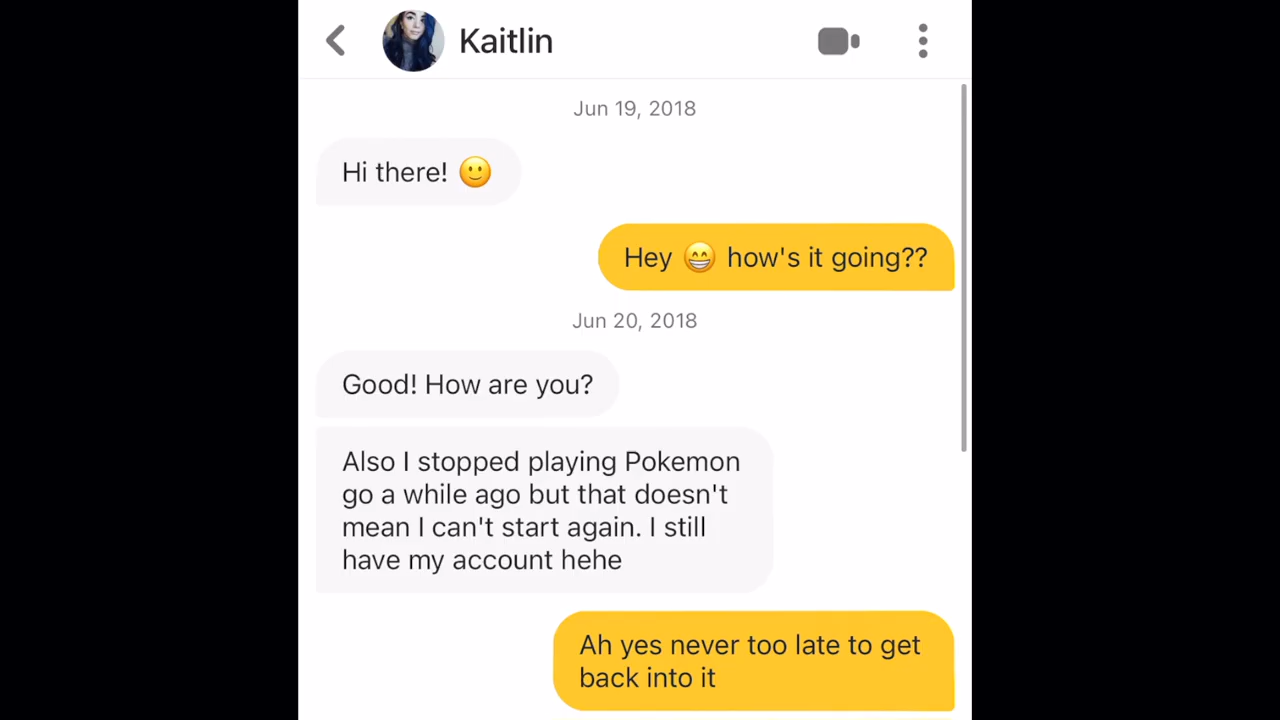 Kaitlin
Jun 19, 2018
Hi there! 🙂
Hey 😁 how's it going??
Jun 20, 2018
Good! How are you?
Also I stopped playing Pokemon
go a while ago but that doesn't
mean I can't start again. I still
have my account hehe
Ah yes never too late to get
back into it